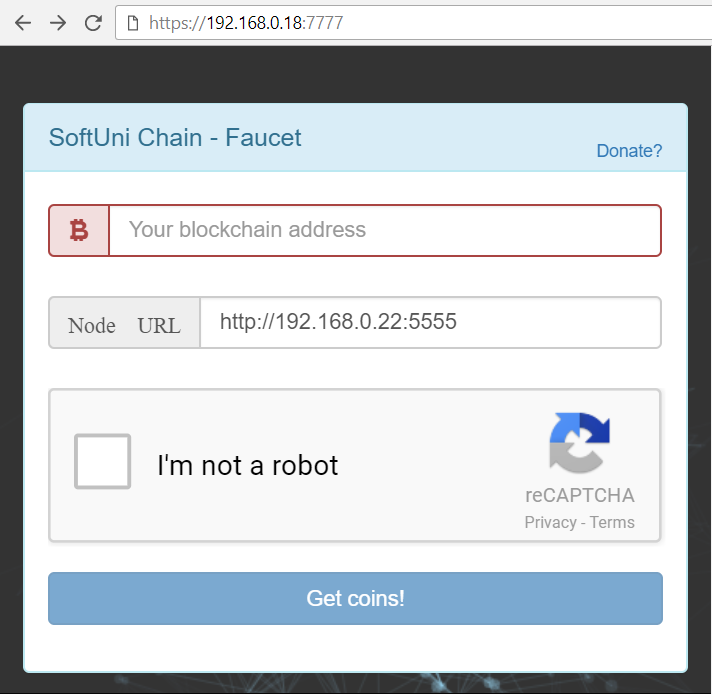 https://192.168.0.18:7777
SoftUni Chain - Faucet
Donate?
Your blockchain address
Node URL http://192.168.0.22:5555
I'm not a robot
reCAPTCHA
Privacy - Terms
Get coins!